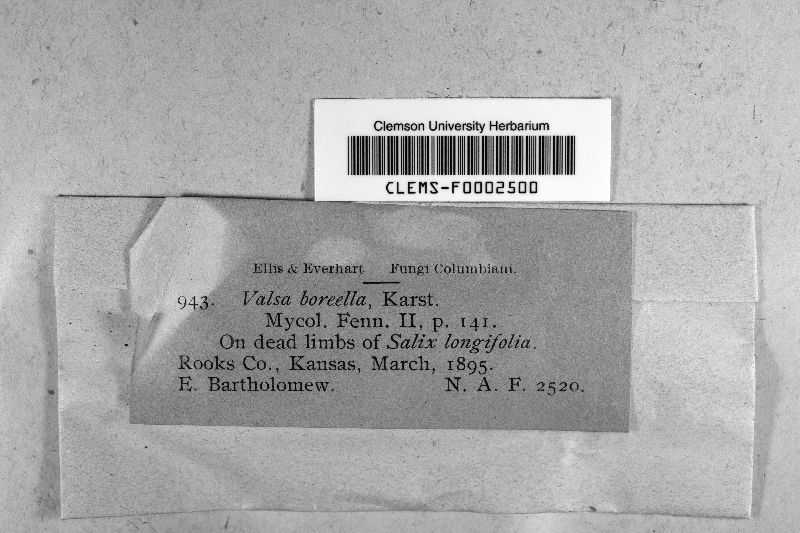 Clemson University Herbarium
CLEMS-F0002500
Ellis & Everhart Fungi Columbiani.
943. Valsa boreella, Karst.
Mycol. Fenn. II, p. 141.
On dead limbs of Salix longifolia.
Rooks Co., Kansas, March, 1895.
E. Bartholomew. N. A. F. 2520.